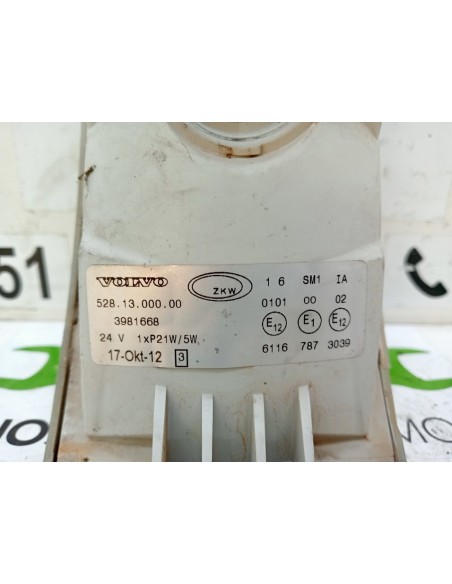 VOLVO ZKW 1 6 SM1 IA
528.13.000.00 0101 00 02
3981668 E12 E1 E12
24 V 1xP21W/5W 6116 787 3039
17-Okt-12 3
51